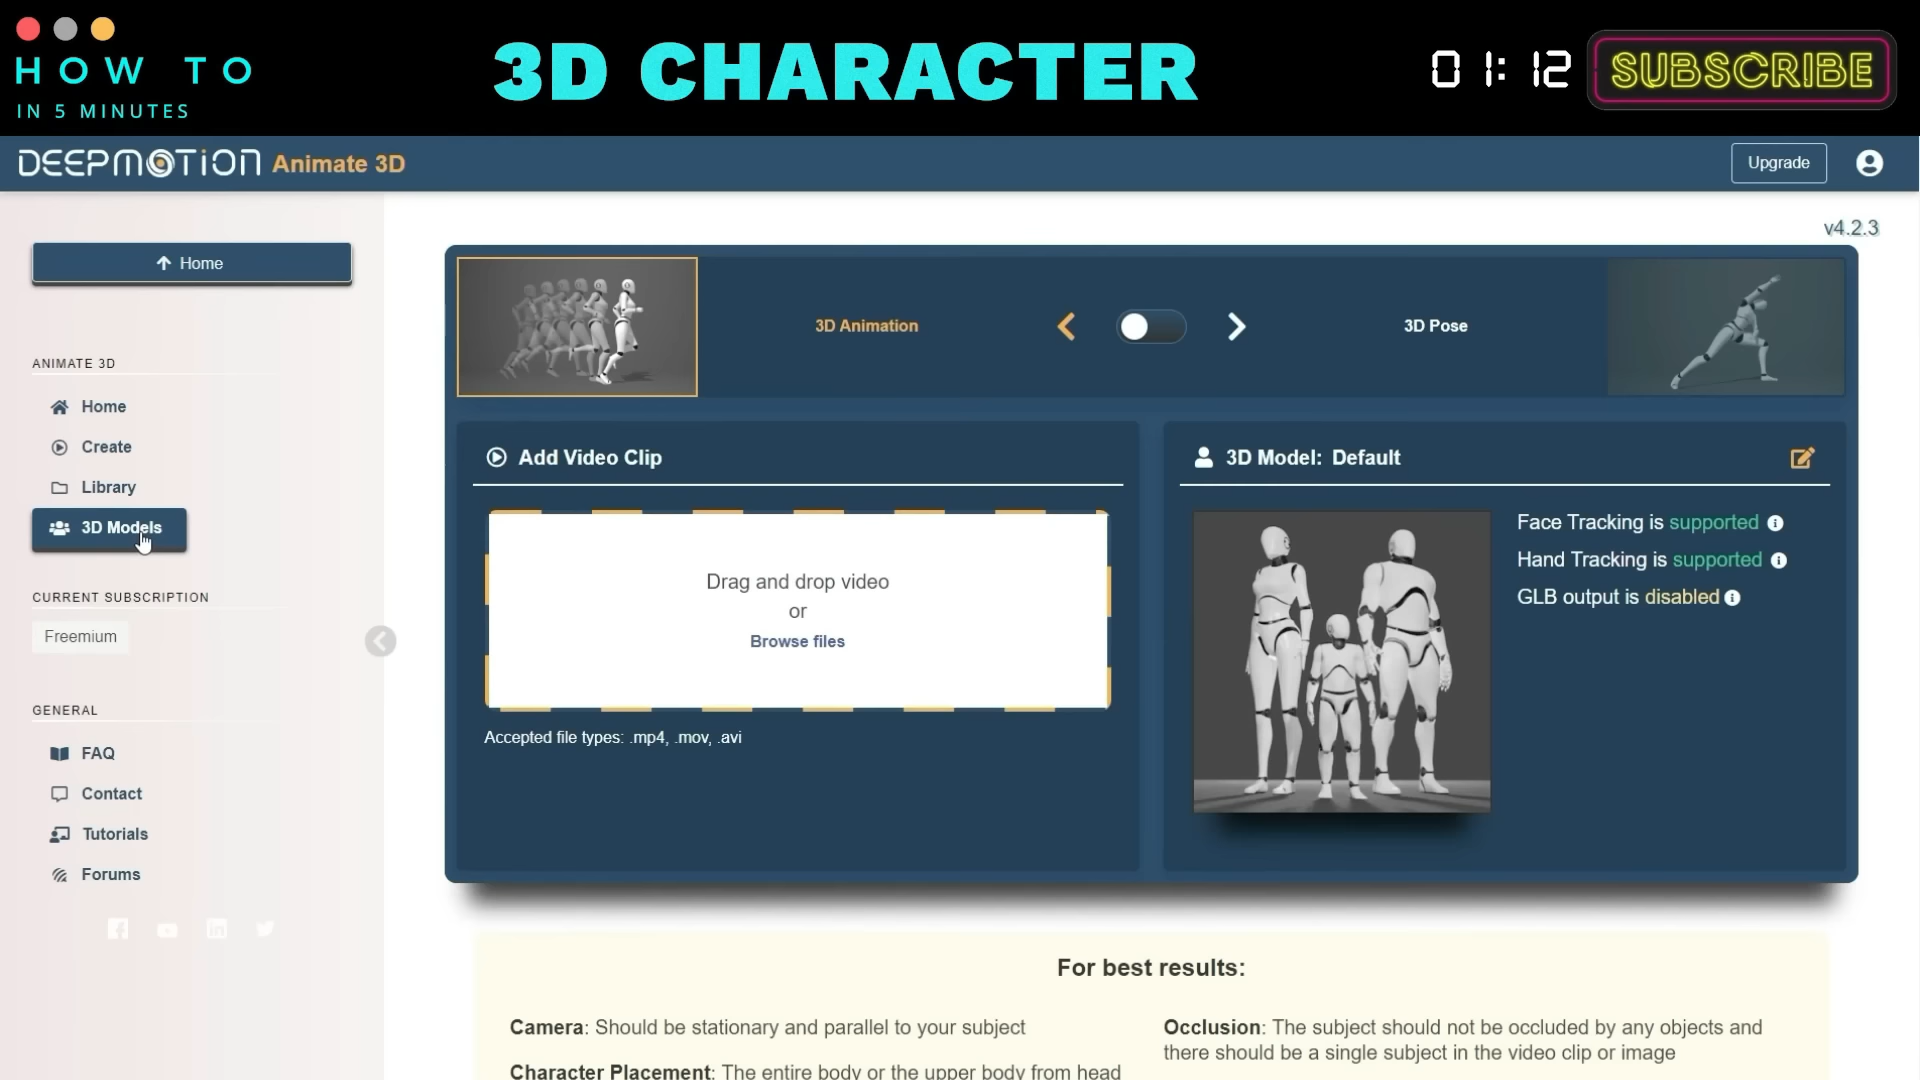 HOW TO
IN 5 MINUTES
3D CHARACTER
01:12
SUBSCRIBE
DEEPMOTION Animate 3D
Upgrade
v4.2.3
Home
ANIMATE 3D
Home
Create
Library
3D Models
CURRENT SUBSCRIPTION
Freemium
GENERAL
FAQ
Contact
Tutorials
Forums
3D Animation
3D Pose
Add Video Clip
Drag and drop video
or
Browse files
Accepted file types: .mp4, .mov, .avi
3D Model: Default
Face Tracking is supported
Hand Tracking is supported
GLB output is disabled
For best results:
Camera: Should be stationary and parallel to your subject
Character Placement: The entire body or the upper body from head
Occlusion: The subject should not be occluded by any objects and
there should be a single subject in the video clip or image